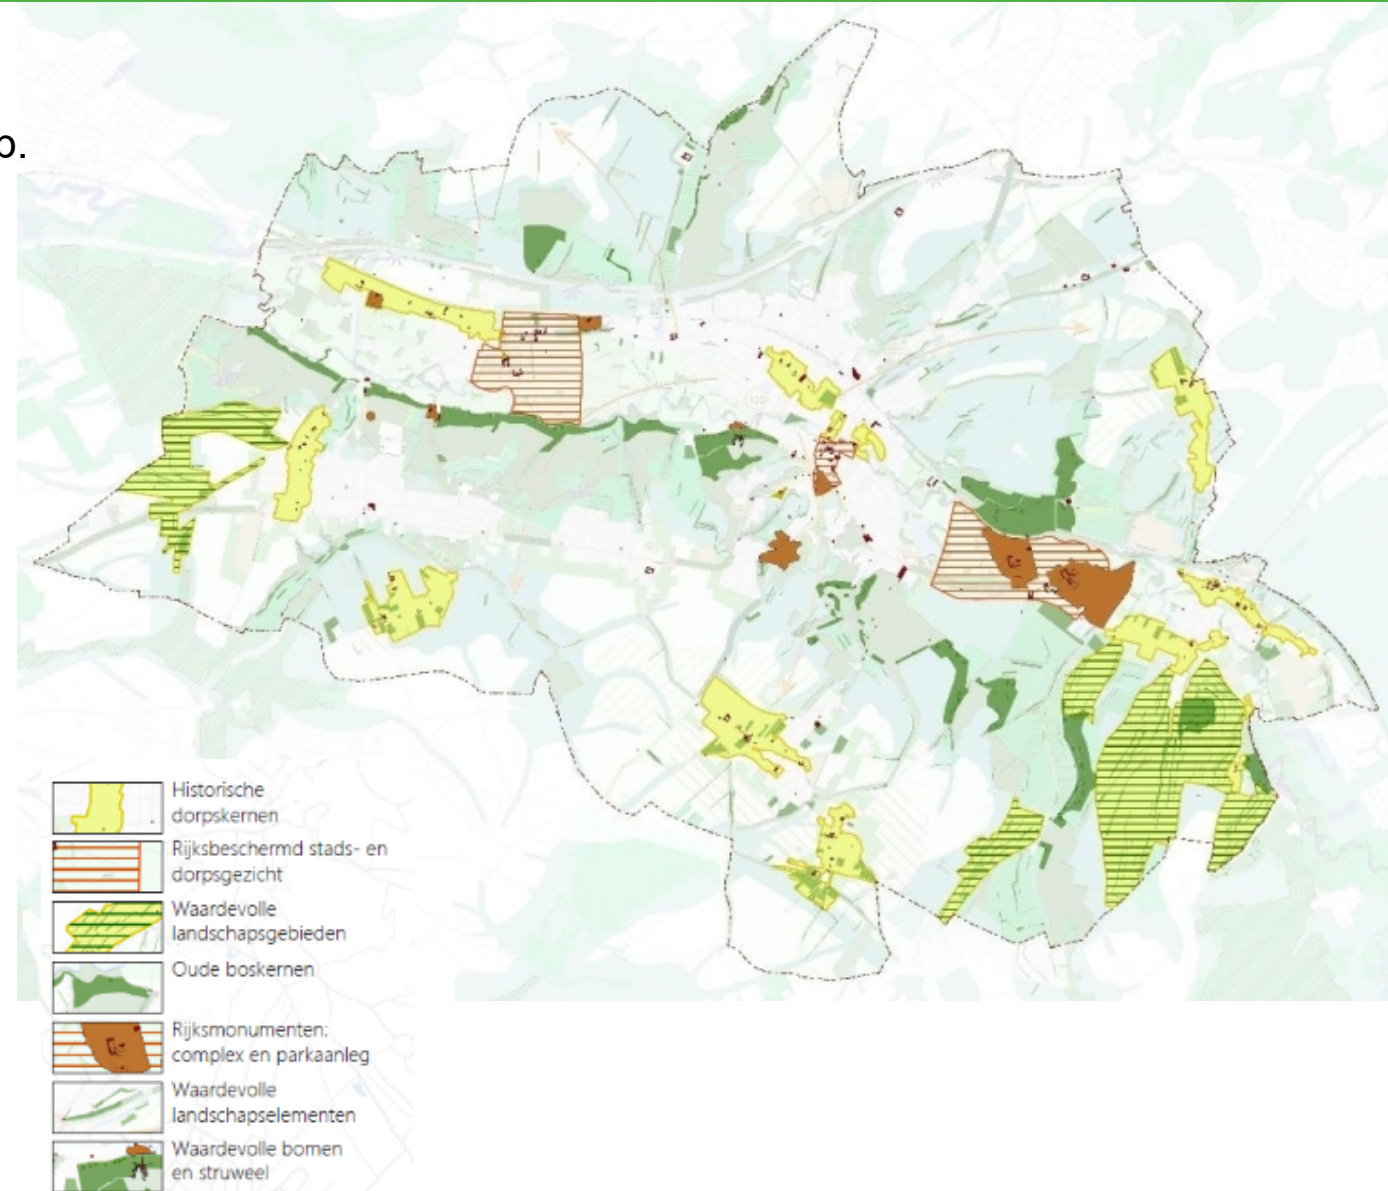 o.
Historische
dorpskernen
Rijksbeschermd stads- en
dorpsgezicht
Waardevolle
landschapsgebieden
Oude boskernen
Rijksmonumenten;
complex en parkaanleg
Waardevolle
landschapselementen
Waardevolle bomen
en struweel